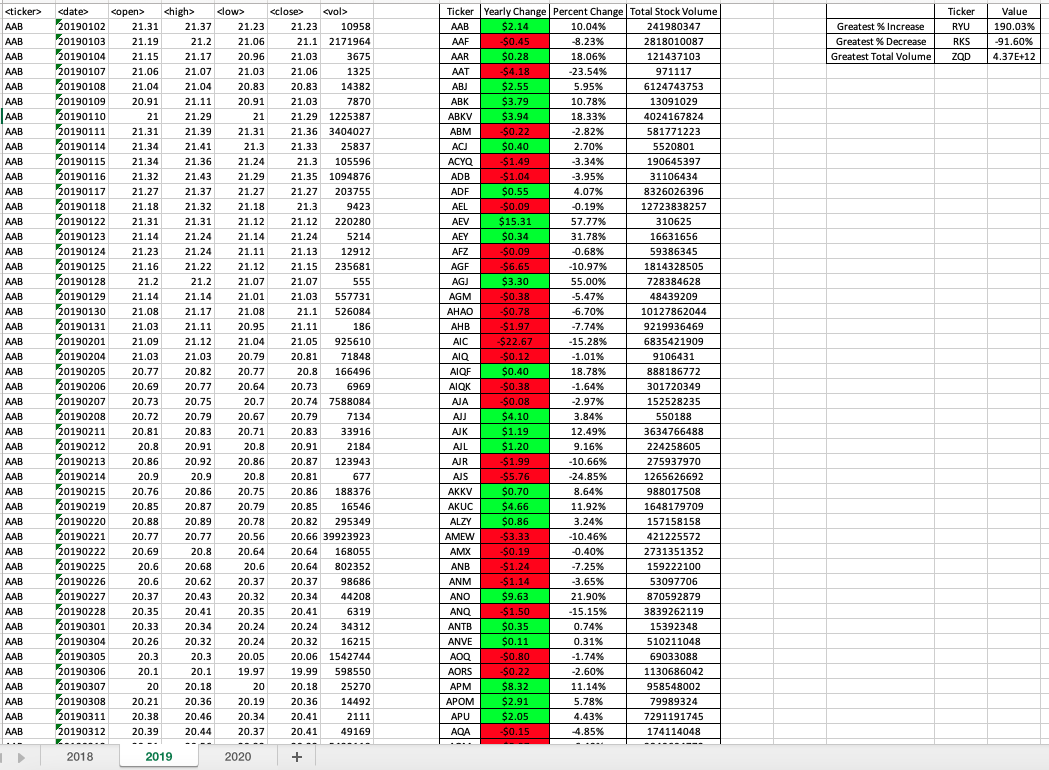 <ticker> <date> <open> <high> <low> <close> <vol> Ticker Yearly Change Percent Change Total Stock Volume Ticker Value
AAB 20190102 21.31 21.37 21.23 21.23 10958 AAB $2.14 10.04% 241980347 Greatest % Increase RYU 190.03%
AAB 20190103 21.19 21.2 21.06 21.1 2171964 AAF -$0.45 -8.23% 2818010087 Greatest % Decrease RKS -91.60%
AAB 20190104 21.15 21.17 20.96 21.03 3675 AAR $0.28 18.06% 121437103 Greatest Total Volume ZQD 4.37E+12
AAB 20190107 21.06 21.07 21.03 21.06 1325 AAT -$4.18 -23.54% 971117
AAB 20190108 21.04 21.04 20.83 20.83 14382 ABJ $2.55 5.95% 6124743753
AAB 20190109 20.91 21.11 20.91 21.03 7870 ABK $3.79 10.78% 13091029
AAB 20190110 21 21.29 21 21.29 1225387 ABKV $3.94 18.33% 4024167824
AAB 20190111 21.31 21.39 21.31 21.36 3404027 ABM -$0.22 -2.82% 581771223
AAB 20190114 21.34 21.41 21.3 21.33 25837 ACJ $0.40 2.70% 5520801
AAB 20190115 21.34 21.36 21.24 21.3 105596 ACYQ -$1.49 -3.34% 190645397
AAB 20190116 21.32 21.43 21.29 21.35 1094876 ADB -$1.04 -3.95% 31106434
AAB 20190117 21.27 21.37 21.27 21.27 203755 ADF $0.55 4.07% 8326026396
AAB 20190118 21.18 21.32 21.18 21.3 9423 AEL -$0.09 -0.19% 12723838257
AAB 20190122 21.31 21.31 21.12 21.12 220280 AEV $15.31 57.77% 310625
AAB 20190123 21.14 21.24 21.14 21.24 5214 AEY $0.34 31.78% 16631656
AAB 20190124 21.23 21.24 21.11 21.13 12912 AFZ -$0.09 -0.68% 59386345
AAB 20190125 21.16 21.22 21.12 21.15 235681 AGF -$6.65 -10.97% 1814328505
AAB 20190128 21.2 21.2 21.07 21.07 555 AGJ $3.30 55.00% 728384628
AAB 20190129 21.14 21.14 21.01 21.03 557731 AGM -$0.38 -5.47% 48439209
AAB 20190130 21.08 21.17 21.08 21.1 526084 AHAO -$0.78 -6.70% 10127862044
AAB 20190131 21.03 21.11 20.95 21.11 186 AHB -$1.97 -7.74% 9219936469
AAB 20190201 21.09 21.12 21.04 21.05 925610 AIC -$22.67 -15.28% 6835421909
AAB 20190204 21.03 21.03 20.79 20.81 71848 AIQ -$0.12 -1.01% 9106431
AAB 20190205 20.77 20.82 20.77 20.8 166496 AIQF $0.40 18.78% 888186772
AAB 20190206 20.69 20.77 20.64 20.73 6969 AIQK -$0.38 -1.64% 301720349
AAB 20190207 20.73 20.75 20.7 20.74 7588084 AJA -$0.08 -2.97% 152528235
AAB 20190208 20.72 20.79 20.67 20.79 7134 AJJ $4.10 3.84% 550188
AAB 20190211 20.81 20.83 20.71 20.83 33916 AJK $1.19 12.49% 3634766488
AAB 20190212 20.8 20.91 20.8 20.91 2184 AJL $1.20 9.16% 224258605
AAB 20190213 20.86 20.92 20.86 20.87 123943 AJR -$1.99 -10.66% 275937970
AAB 20190214 20.9 20.9 20.8 20.81 677 AJS -$5.76 -24.85% 1265626692
AAB 20190215 20.76 20.86 20.75 20.86 188376 AKKV $0.70 8.64% 988017508
AAB 20190219 20.85 20.87 20.79 20.85 16546 AKUC $4.66 11.92% 1648179709
AAB 20190220 20.88 20.89 20.78 20.82 295349 ALZY $0.86 3.24% 157158158
AAB 20190221 20.77 20.77 20.56 20.66 39923923 AMEW -$3.33 -10.46% 421225572
AAB 20190222 20.69 20.8 20.64 20.64 168055 AMX -$0.19 -0.40% 2731351352
AAB 20190225 20.6 20.68 20.6 20.64 802352 ANB -$1.24 -7.25% 159222100
AAB 20190226 20.6 20.62 20.37 20.37 98686 ANM -$1.14 -3.65% 53097706
AAB 20190227 20.37 20.43 20.32 20.34 44208 ANO $9.63 21.90% 870592879
AAB 20190228 20.35 20.41 20.35 20.41 6319 ANQ -$1.50 -15.15% 3839262119
AAB 20190301 20.33 20.34 20.24 20.24 34312 ANTB $0.35 0.74% 15392348
AAB 20190304 20.26 20.32 20.24 20.32 16215 ANVE $0.11 0.31% 510211048
AAB 20190305 20.3 20.3 20.05 20.06 1542744 AOQ -$0.80 -1.74% 69033088
AAB 20190306 20.1 20.1 19.97 19.99 598550 AORS -$0.22 -2.60% 1130686042
AAB 20190307 20 20.18 20 20.18 25270 APM $8.32 11.14% 958548002
AAB 20190308 20.21 20.36 20.19 20.36 14492 APOM $2.91 5.78% 79989324
AAB 20190311 20.38 20.46 20.34 20.41 2111 APU $2.05 4.43% 7291191745
AAB 20190312 20.39 20.44 20.37 20.41 49169 AQA -$0.15 -4.85% 174114048
2018 2019 2020 +